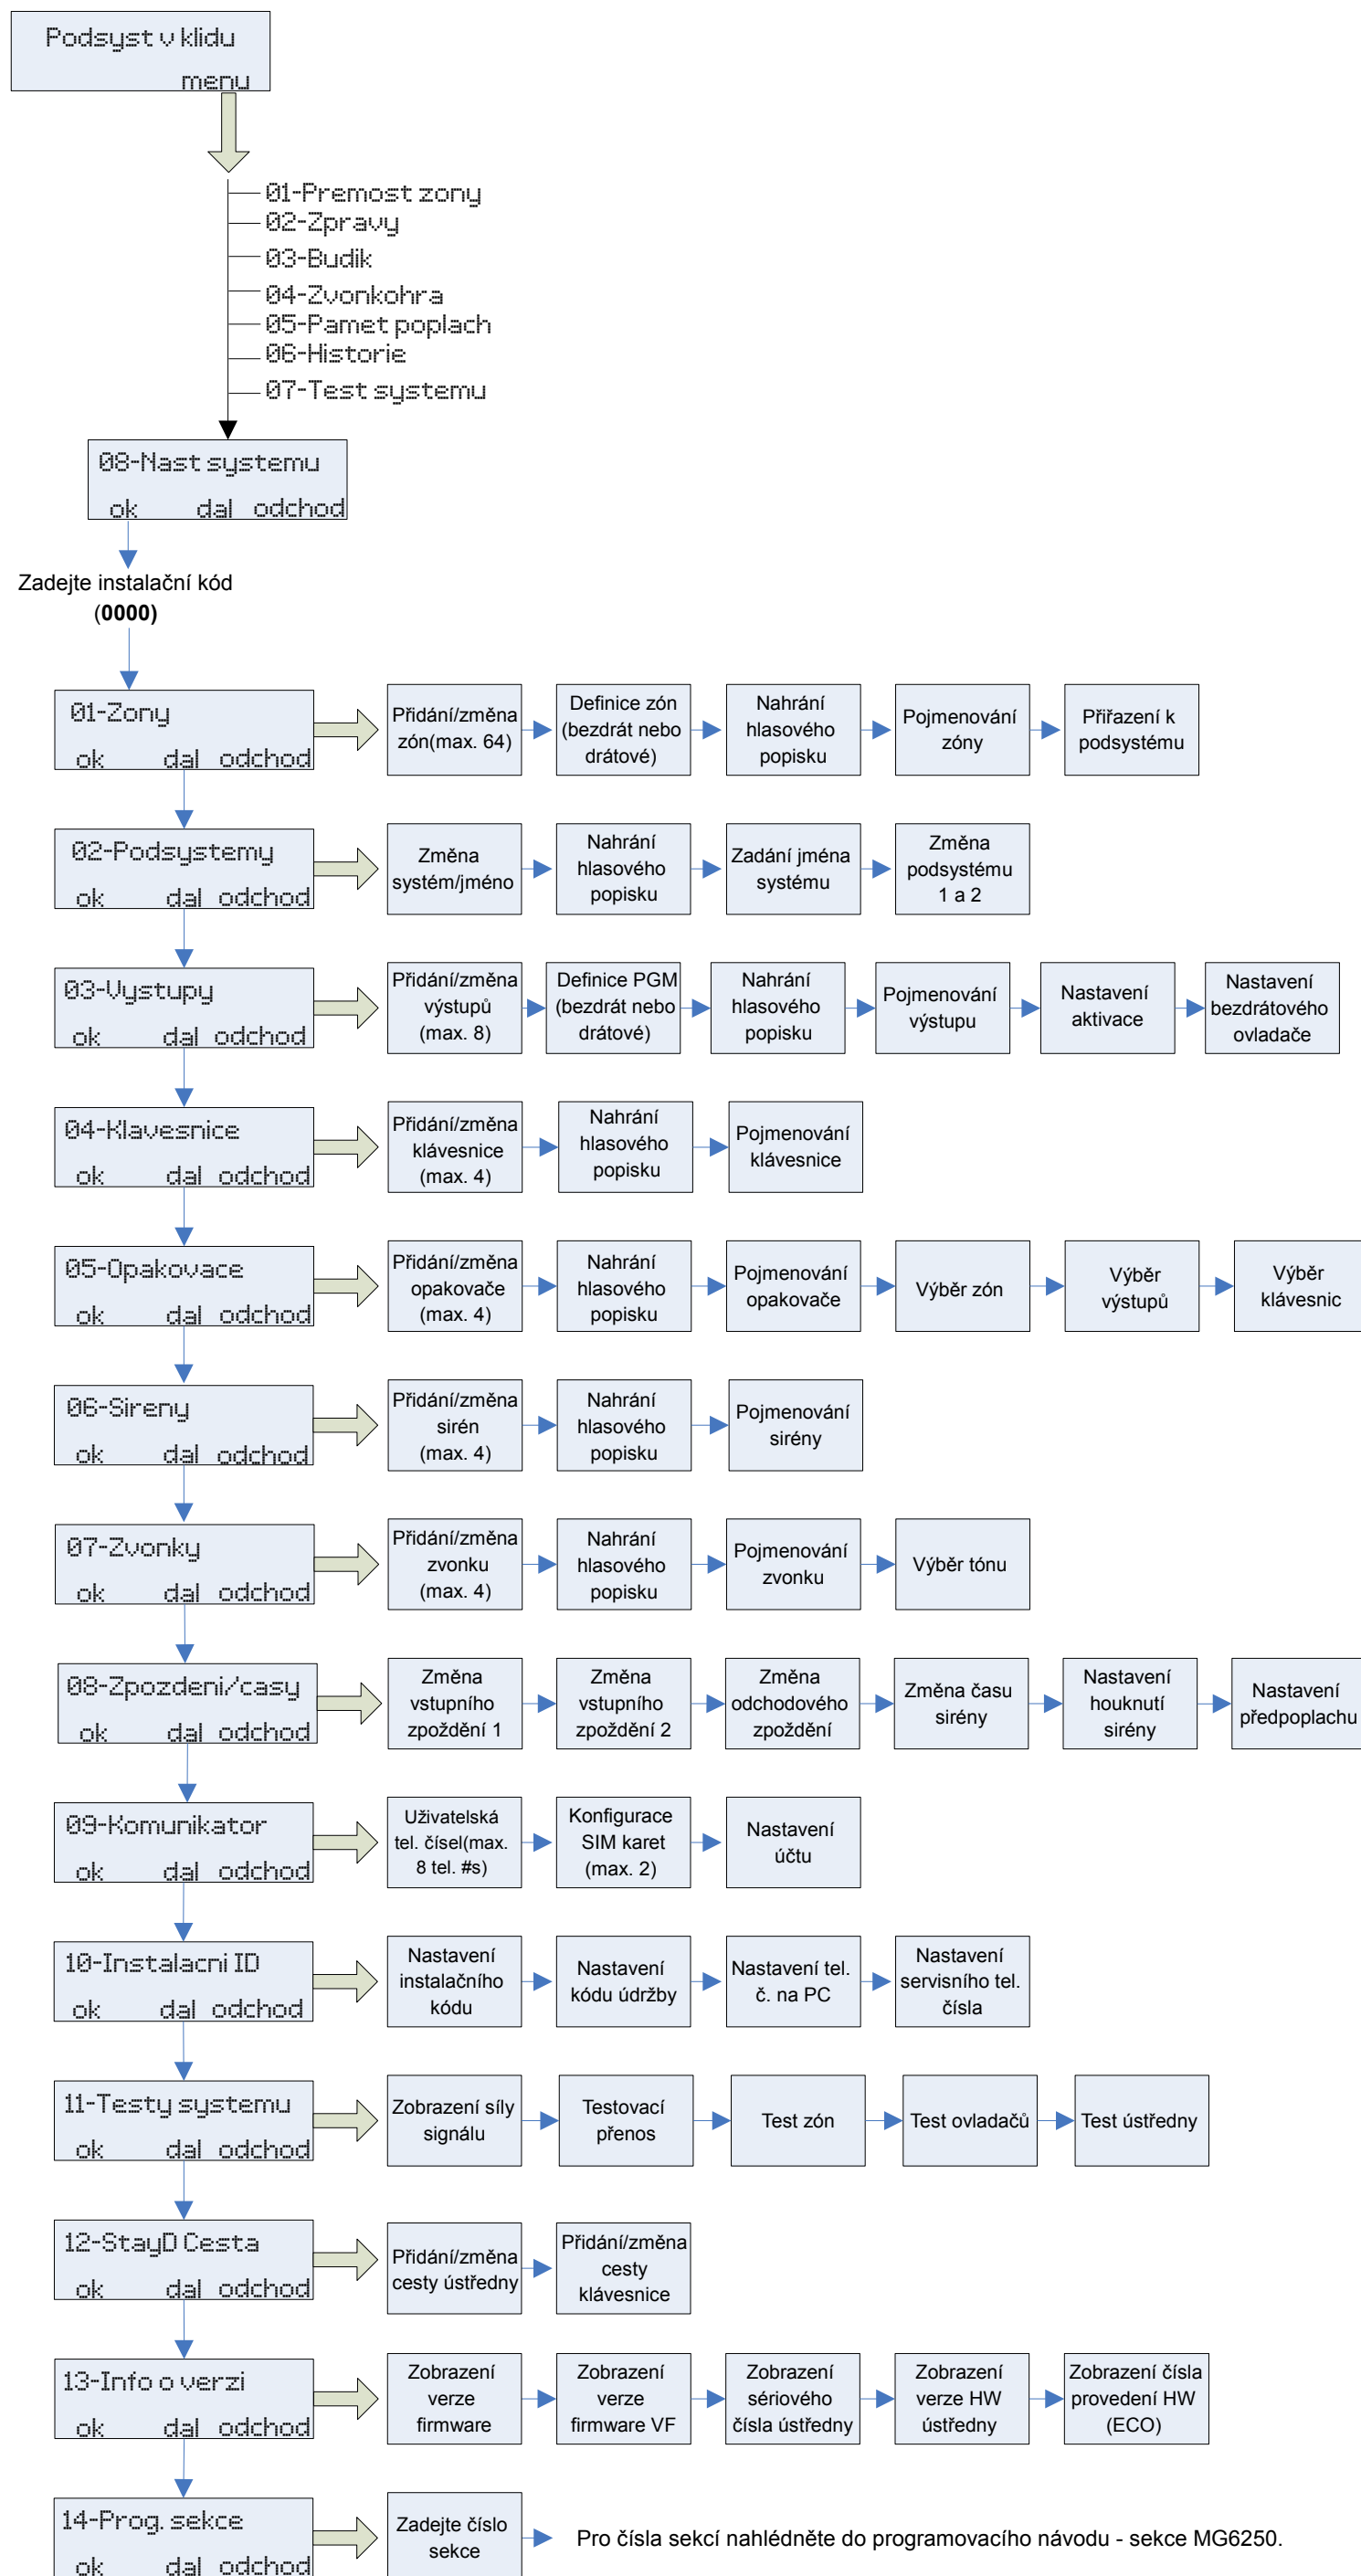 Podsyst v klidu
menu
01-Premost zony
02-Zpravy
03-Budik
04-Zvonkohra
05-Pamet poplach
06-Historie
07-Test systemu
08-Nast systemu
ok dal odchod
Zadejte instalační kód
(0000)
01-Zony
ok dal odchod
Přidání/změna
zón(max. 64)
Definice zón
(bezdrát nebo
drátové)
Nahrání
hlasového
popisku
Pojmenování
zóny
Přiřazení k
podsystému
02-Podsystemy
ok dal odchod
Změna
systém/jméno
Nahrání
hlasového
popisku
Zadání jména
systému
Změna
podsystému
1 a 2
03-Vystupy
ok dal odchod
Přidání/změna
výstupů
(max. 8)
Definice PGM
(bezdrát nebo
drátové)
Nahrání
hlasového
popisku
Pojmenování
výstupu
Nastavení
aktivace
Nastavení
bezdrátového
ovladače
04-Klavesnice
ok dal odchod
Přidání/změna
klávesnice
(max. 4)
Nahrání
hlasového
popisku
Pojmenování
klávesnice
05-Opakovace
ok dal odchod
Přidání/změna
opakovače
(max. 4)
Nahrání
hlasového
popisku
Pojmenování
opakovače
Výběr zón
Výběr
výstupů
Výběr
klávesnic
06-Sireny
ok dal odchod
Přidání/změna
sirén
(max. 4)
Nahrání
hlasového
popisku
Pojmenování
sirény
07-Zvonky
ok dal odchod
Přidání/změna
zvonku
(max. 4)
Nahrání
hlasového
popisku
Pojmenování
zvonku
Výběr tónu
08-Zpozdeni/casy
ok dal odchod
Změna
vstupního
zpoždění 1
Změna
vstupního
zpoždění 2
Změna
odchodového
zpoždění
Změna času
sirény
Nastavení
houknutí
sirény
Nastavení
předpoplachu
09-Komunikator
ok dal odchod
Uživatelská
tel. čísel(max.
8 tel. #s)
Konfigurace
SIM karet
(max. 2)
Nastavení
účtu
10-Instalacni ID
ok dal odchod
Nastavení
instalačního
kódu
Nastavení
kódu údržby
Nastavení tel.
č. na PC
Nastavení
servisního tel.
čísla
11-Testy systemu
ok dal odchod
Zobrazení síly
signálu
Testovací
přenos
Test zón
Test ovladačů
Test ústředny
12-StayD Cesta
ok dal odchod
Přidání/změna
cesty ústředny
Přidání/změna
cesty
klávesnice
13-Info o verzi
ok dal odchod
Zobrazení
verze
firmware
Zobrazení
verze
firmware VF
Zobrazení
sériového
čísla ústředny
Zobrazení
verze HW
ústředny
Zobrazení čísla
provedení HW
(ECO)
14-Prog. sekce
ok dal odchod
Zadejte číslo
sekce
Pro čísla sekcí nahlédněte do programovacího návodu - sekce MG6250.